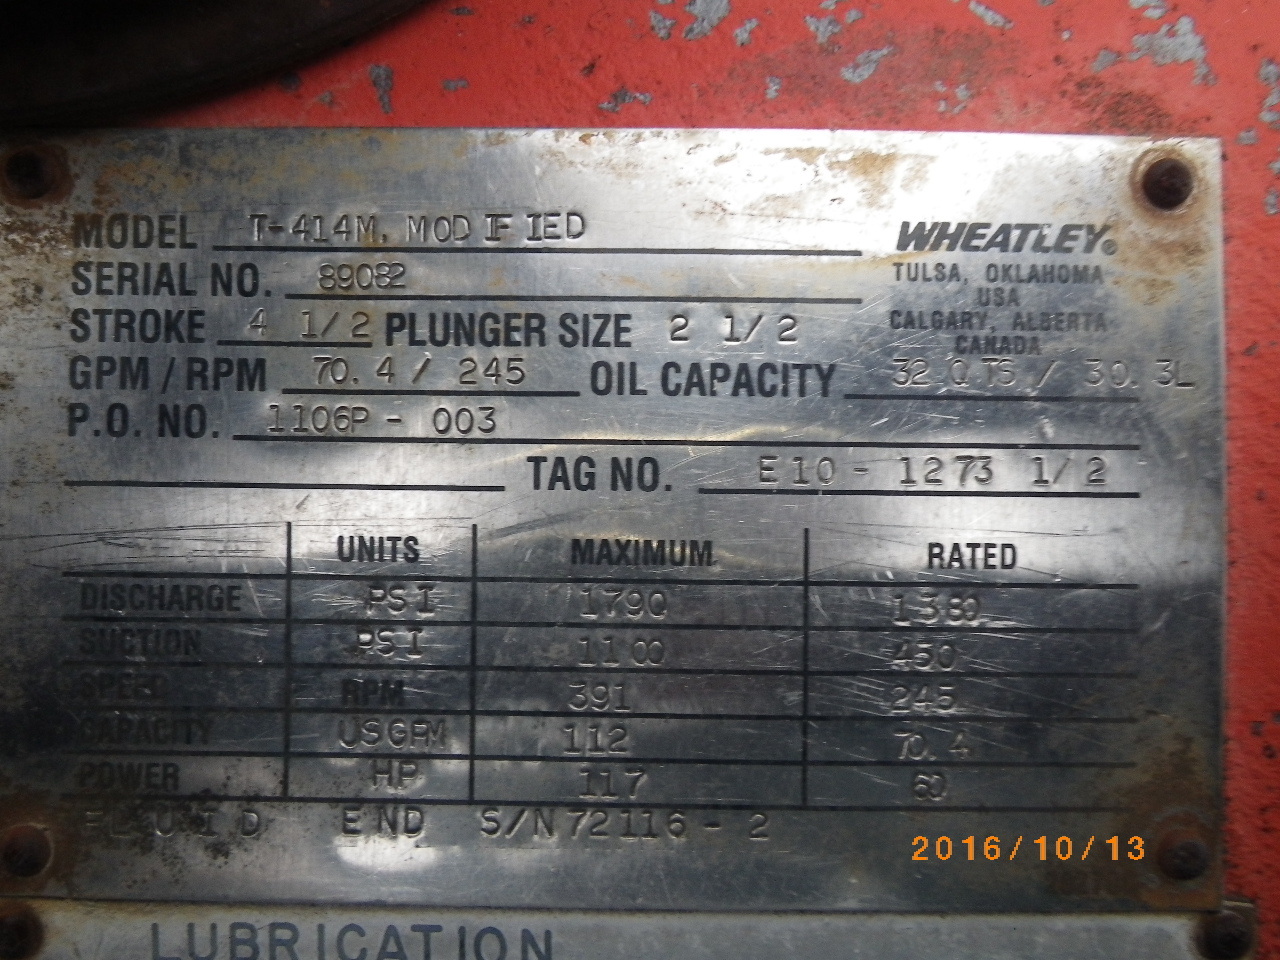 MODEL T-414M, MODIFIED
WHEATLEY®
SERIAL NO. 89082
TULSA, OKLAHOMA
USA
CALGARY, ALBERTA
CANADA
STROKE 4 1/2 PLUNGER SIZE 2 1/2
GPM / RPM 70.4 / 245 OIL CAPACITY 32 QTS / 30.3L
P.O. NO. 1106P - 003
TAG NO. E10 - 1273 1/2
UNITS MAXIMUM RATED
DISCHARGE PSI 1790 1380
SUCTION PSI 1100 450
SPEED RPM 391 245
CAPACITY USGPM 112 70.4
POWER HP 117 60
FLUID END S/N 72116 - 2
2016/10/13
LUBRICATION